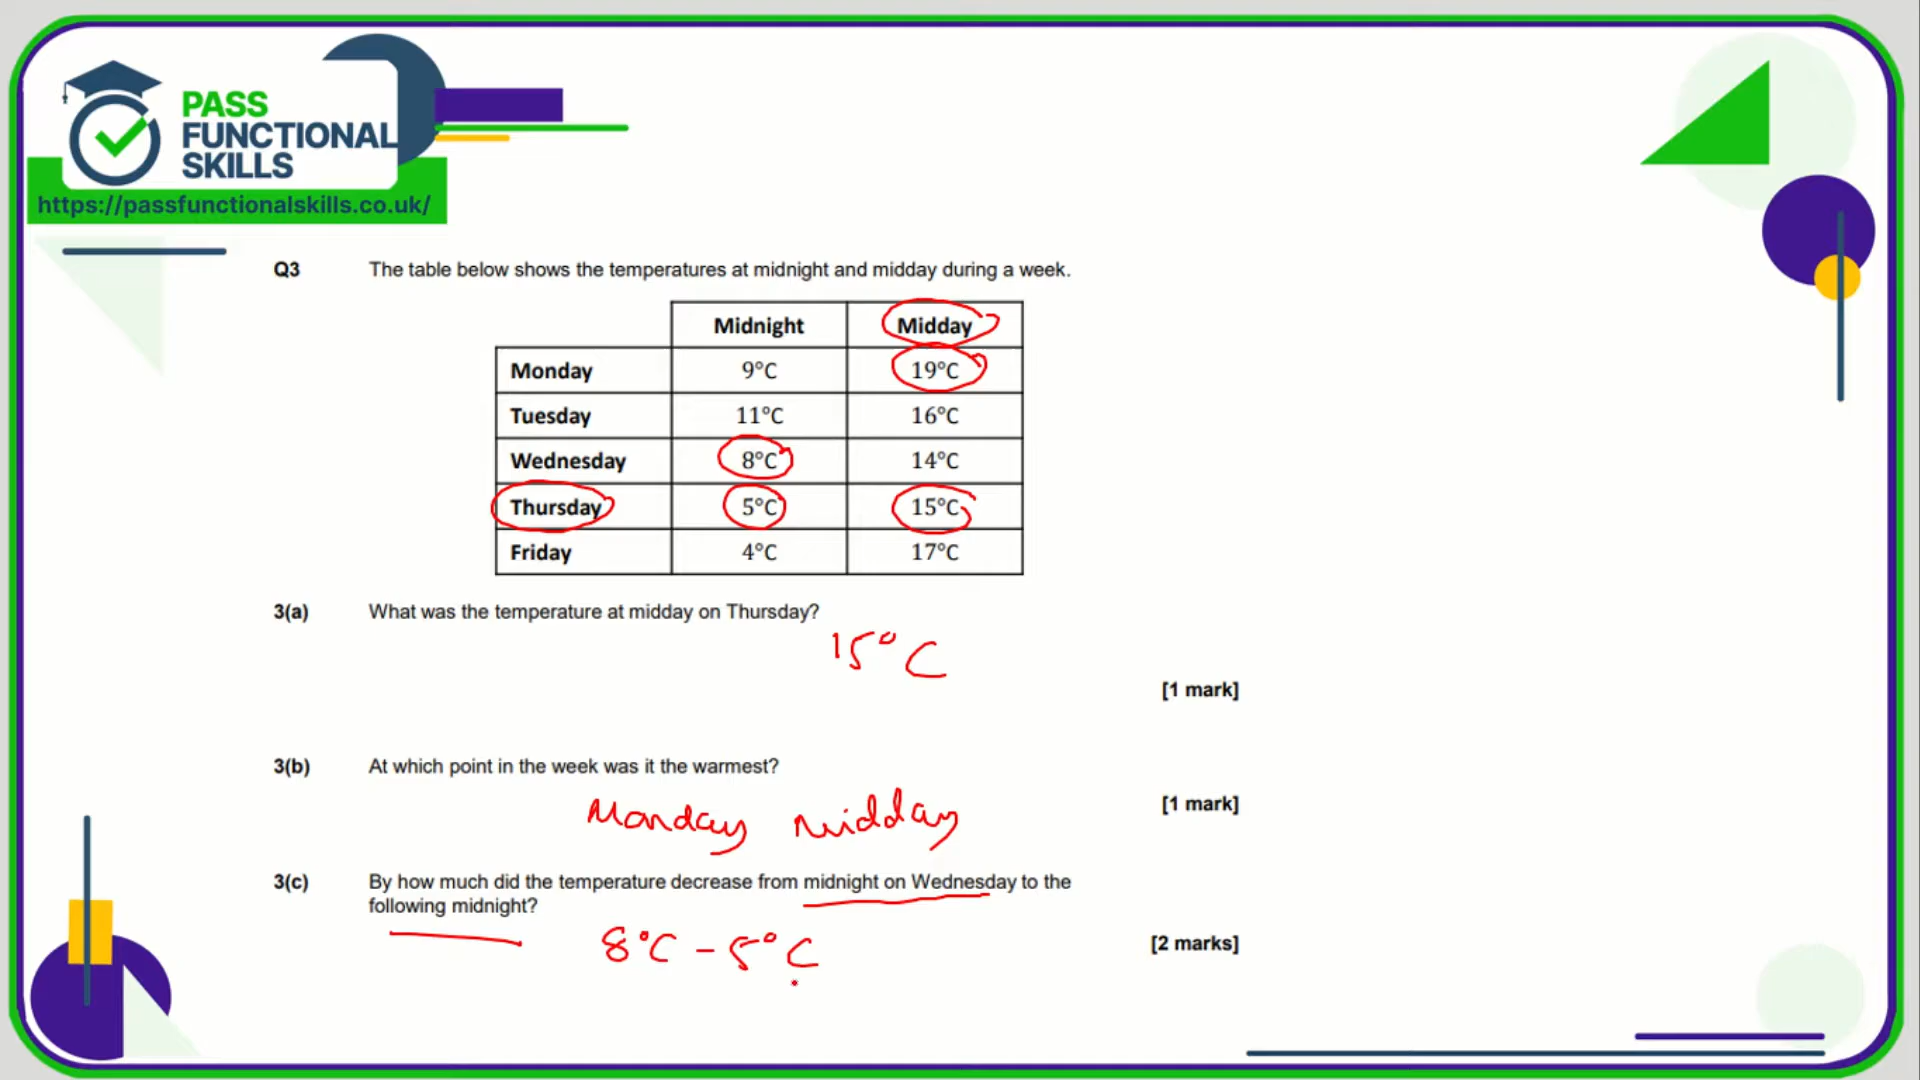 PASS
FUNCTIONAL
SKILLS
https://passfunctionalskills.co.uk/
Q3 The table below shows the temperatures at midnight and midday during a week.
Midnight Midday
Monday 9°C 19°C
Tuesday 11°C 16°C
Wednesday 8°C 14°C
Thursday 5°C 15°C
Friday 4°C 17°C
3(a) What was the temperature at midday on Thursday?
15°C
[1 mark]
3(b) At which point in the week was it the warmest?
Monday Midday
[1 mark]
3(c) By how much did the temperature decrease from midnight on Wednesday to the
following midnight?
8°C - 5°C
[2 marks]